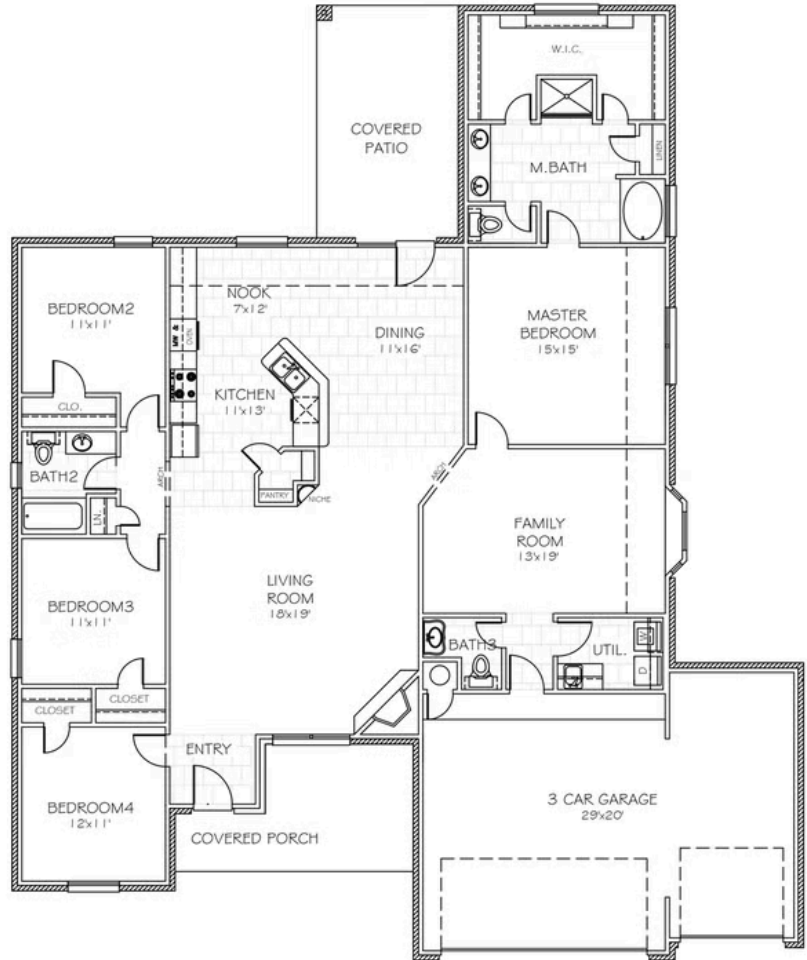 W.I.C.
COVERED
PATIO
LINEN
M.BATH
BEDROOM2
11'x11'
NOOK
7'x12'
MASTER
BEDROOM
15'x15'
DINING
11'x16'
MW &
OVEN
KITCHEN
11'x13'
CLO.
BATH2
ARCH
ARCH
PANTRY
NICHE
LN.
FAMILY
ROOM
13'x19'
LIVING
ROOM
18'x19'
BEDROOM3
11'x11'
BATH3
UTIL.
W
D
CLOSET
CLOSET
ENTRY
BEDROOM4
12'x11'
3 CAR GARAGE
29'x20'
COVERED PORCH